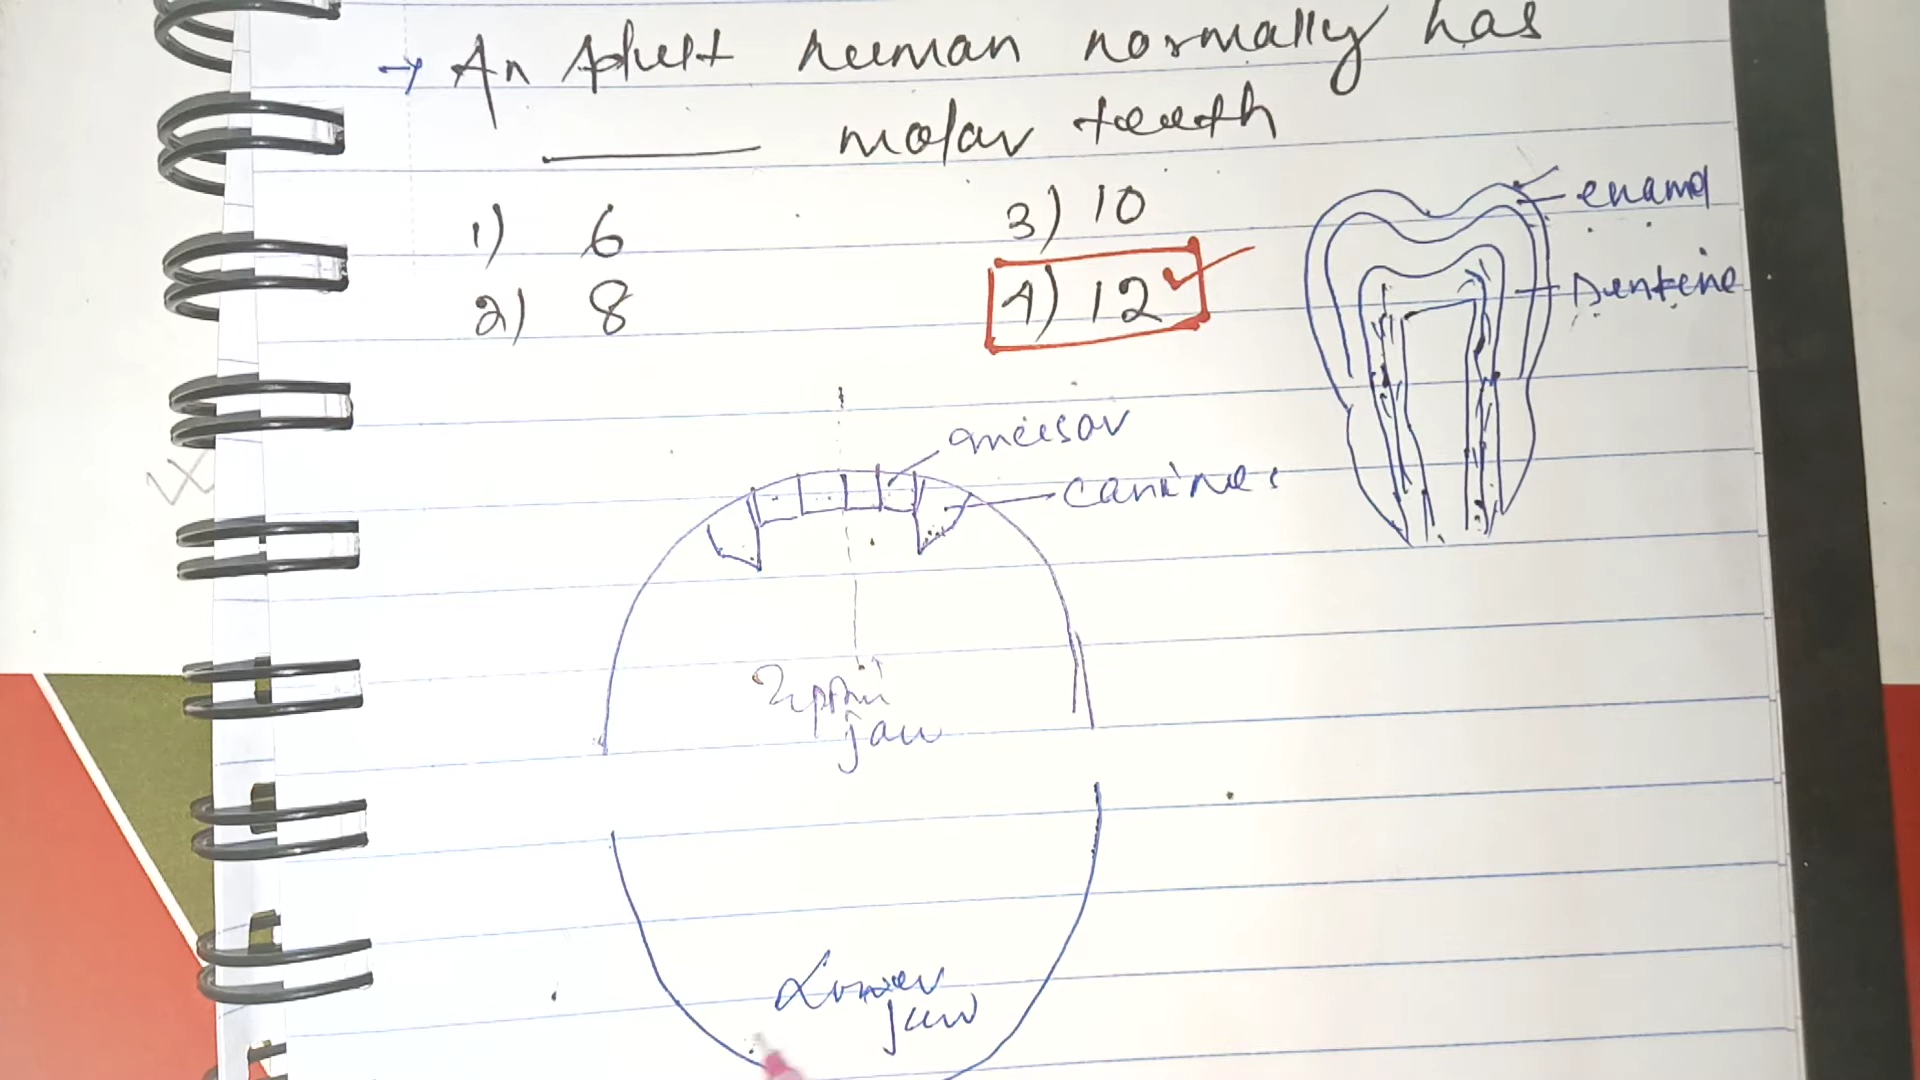 → An Adult human normally has
______ molar teeth
1) 6
2) 8
3) 10
4) 12
enamel
Dentine
incisor
canines
upper
jaw
Lower
jaw